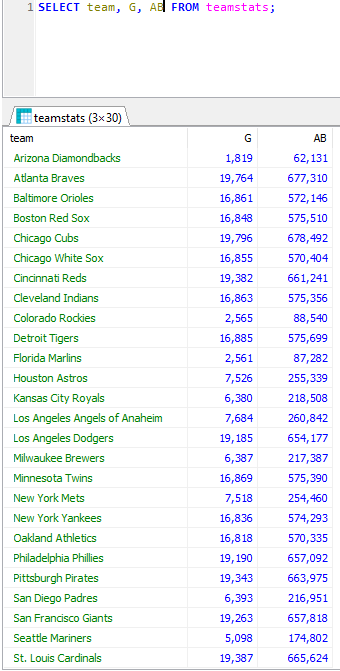 1 SELECT team, G, AB FROM teamstats;
teamstats (3×30)
team G AB
Arizona Diamondbacks 1,819 62,131
Atlanta Braves 19,764 677,310
Baltimore Orioles 16,861 572,146
Boston Red Sox 16,848 575,510
Chicago Cubs 19,796 678,492
Chicago White Sox 16,855 570,404
Cincinnati Reds 19,382 661,241
Cleveland Indians 16,863 575,356
Colorado Rockies 2,565 88,540
Detroit Tigers 16,885 575,699
Florida Marlins 2,561 87,282
Houston Astros 7,526 255,339
Kansas City Royals 6,380 218,508
Los Angeles Angels of Anaheim 7,684 260,842
Los Angeles Dodgers 19,185 654,177
Milwaukee Brewers 6,387 217,387
Minnesota Twins 16,869 575,390
New York Mets 7,518 254,460
New York Yankees 16,836 574,293
Oakland Athletics 16,818 570,335
Philadelphia Phillies 19,190 657,092
Pittsburgh Pirates 19,343 663,975
San Diego Padres 6,393 216,951
San Francisco Giants 19,263 657,818
Seattle Mariners 5,098 174,802
St. Louis Cardinals 19,387 665,624